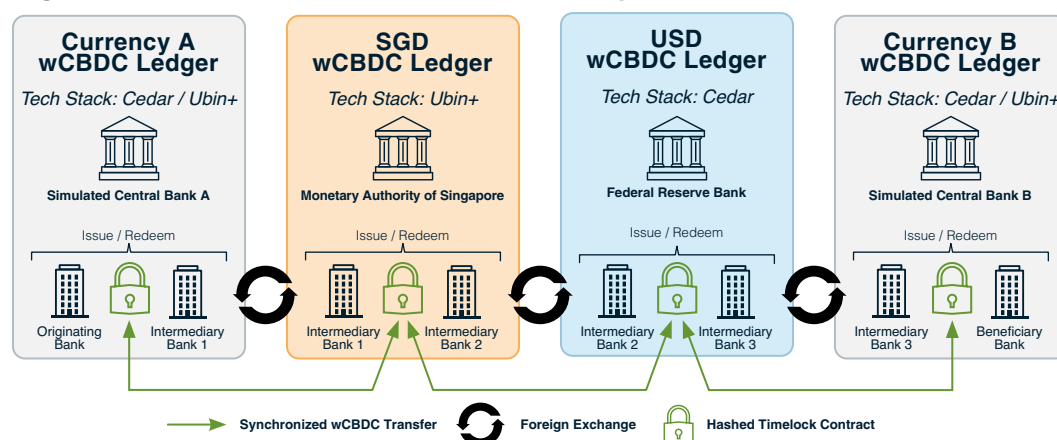 Currency A
wCBDC Ledger
Tech Stack: Cedar / Ubin+
Simulated Central Bank A
Issue / Redeem
Originating
Bank
Intermediary
Bank 1
SGD
wCBDC Ledger
Tech Stack: Ubin+
Monetary Authority of Singapore
Issue / Redeem
Intermediary
Bank 1
Intermediary
Bank 2
USD
wCBDC Ledger
Tech Stack: Cedar
Federal Reserve Bank
Issue / Redeem
Intermediary
Bank 2
Intermediary
Bank 3
Currency B
wCBDC Ledger
Tech Stack: Cedar / Ubin+
Simulated Central Bank B
Issue / Redeem
Intermediary
Bank 3
Beneficiary
Bank
Synchronized wCBDC Transfer
Foreign Exchange
Hashed Timelock Contract